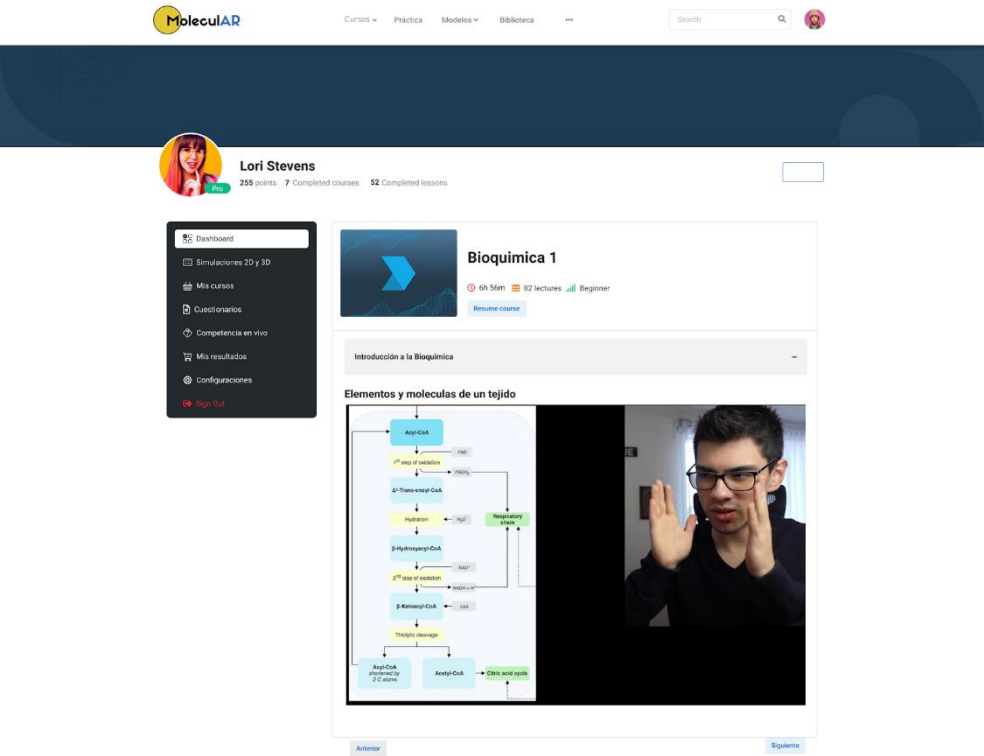 MoleculAR
Cursos Práctica Modelos Biblioteca ••• Search
Pro
Lori Stevens
255 points 7 Completed courses 52 Completed lessons
Dashboard
Simulaciones 2D y 3D
Mis cursos
Cuestionarios
Competencia en vivo
Mis resultados
Configuraciones
Sign Out
Bioquimica 1
6h 56m 82 lectures Beginner
Resume course
Introducción a la Bioquimica
Elementos y moleculas de un tejido
Acyl-CoA
FAD
1st step of oxidation
FADH2
Δ2-Trans-enoyl-CoA
Hydration
H2O
Respiratory
chain
β-Hydroxyacyl-CoA
NAD+
2nd step of oxidation
NADH + H+
β-Ketoacyl-CoA
CoA
Thiolytic cleavage
Acyl-CoA
shortened by
2 C atoms
Acetyl-CoA
Citric acid cycle
Anterior
Siguiente